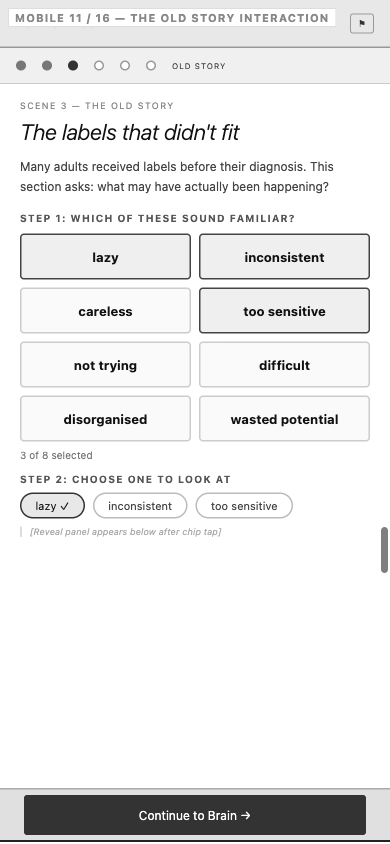 MOBILE 11 / 16 — THE OLD STORY INTERACTION
OLD STORY
SCENE 3 — THE OLD STORY
The labels that didn't fit
Many adults received labels before their diagnosis. This
section asks: what may have actually been happening?
STEP 1: WHICH OF THESE SOUND FAMILIAR?
lazy
inconsistent
careless
too sensitive
not trying
difficult
disorganised
wasted potential
3 of 8 selected
STEP 2: CHOOSE ONE TO LOOK AT
lazy ✓
inconsistent
too sensitive
[Reveal panel appears below after chip tap]
Continue to Brain →